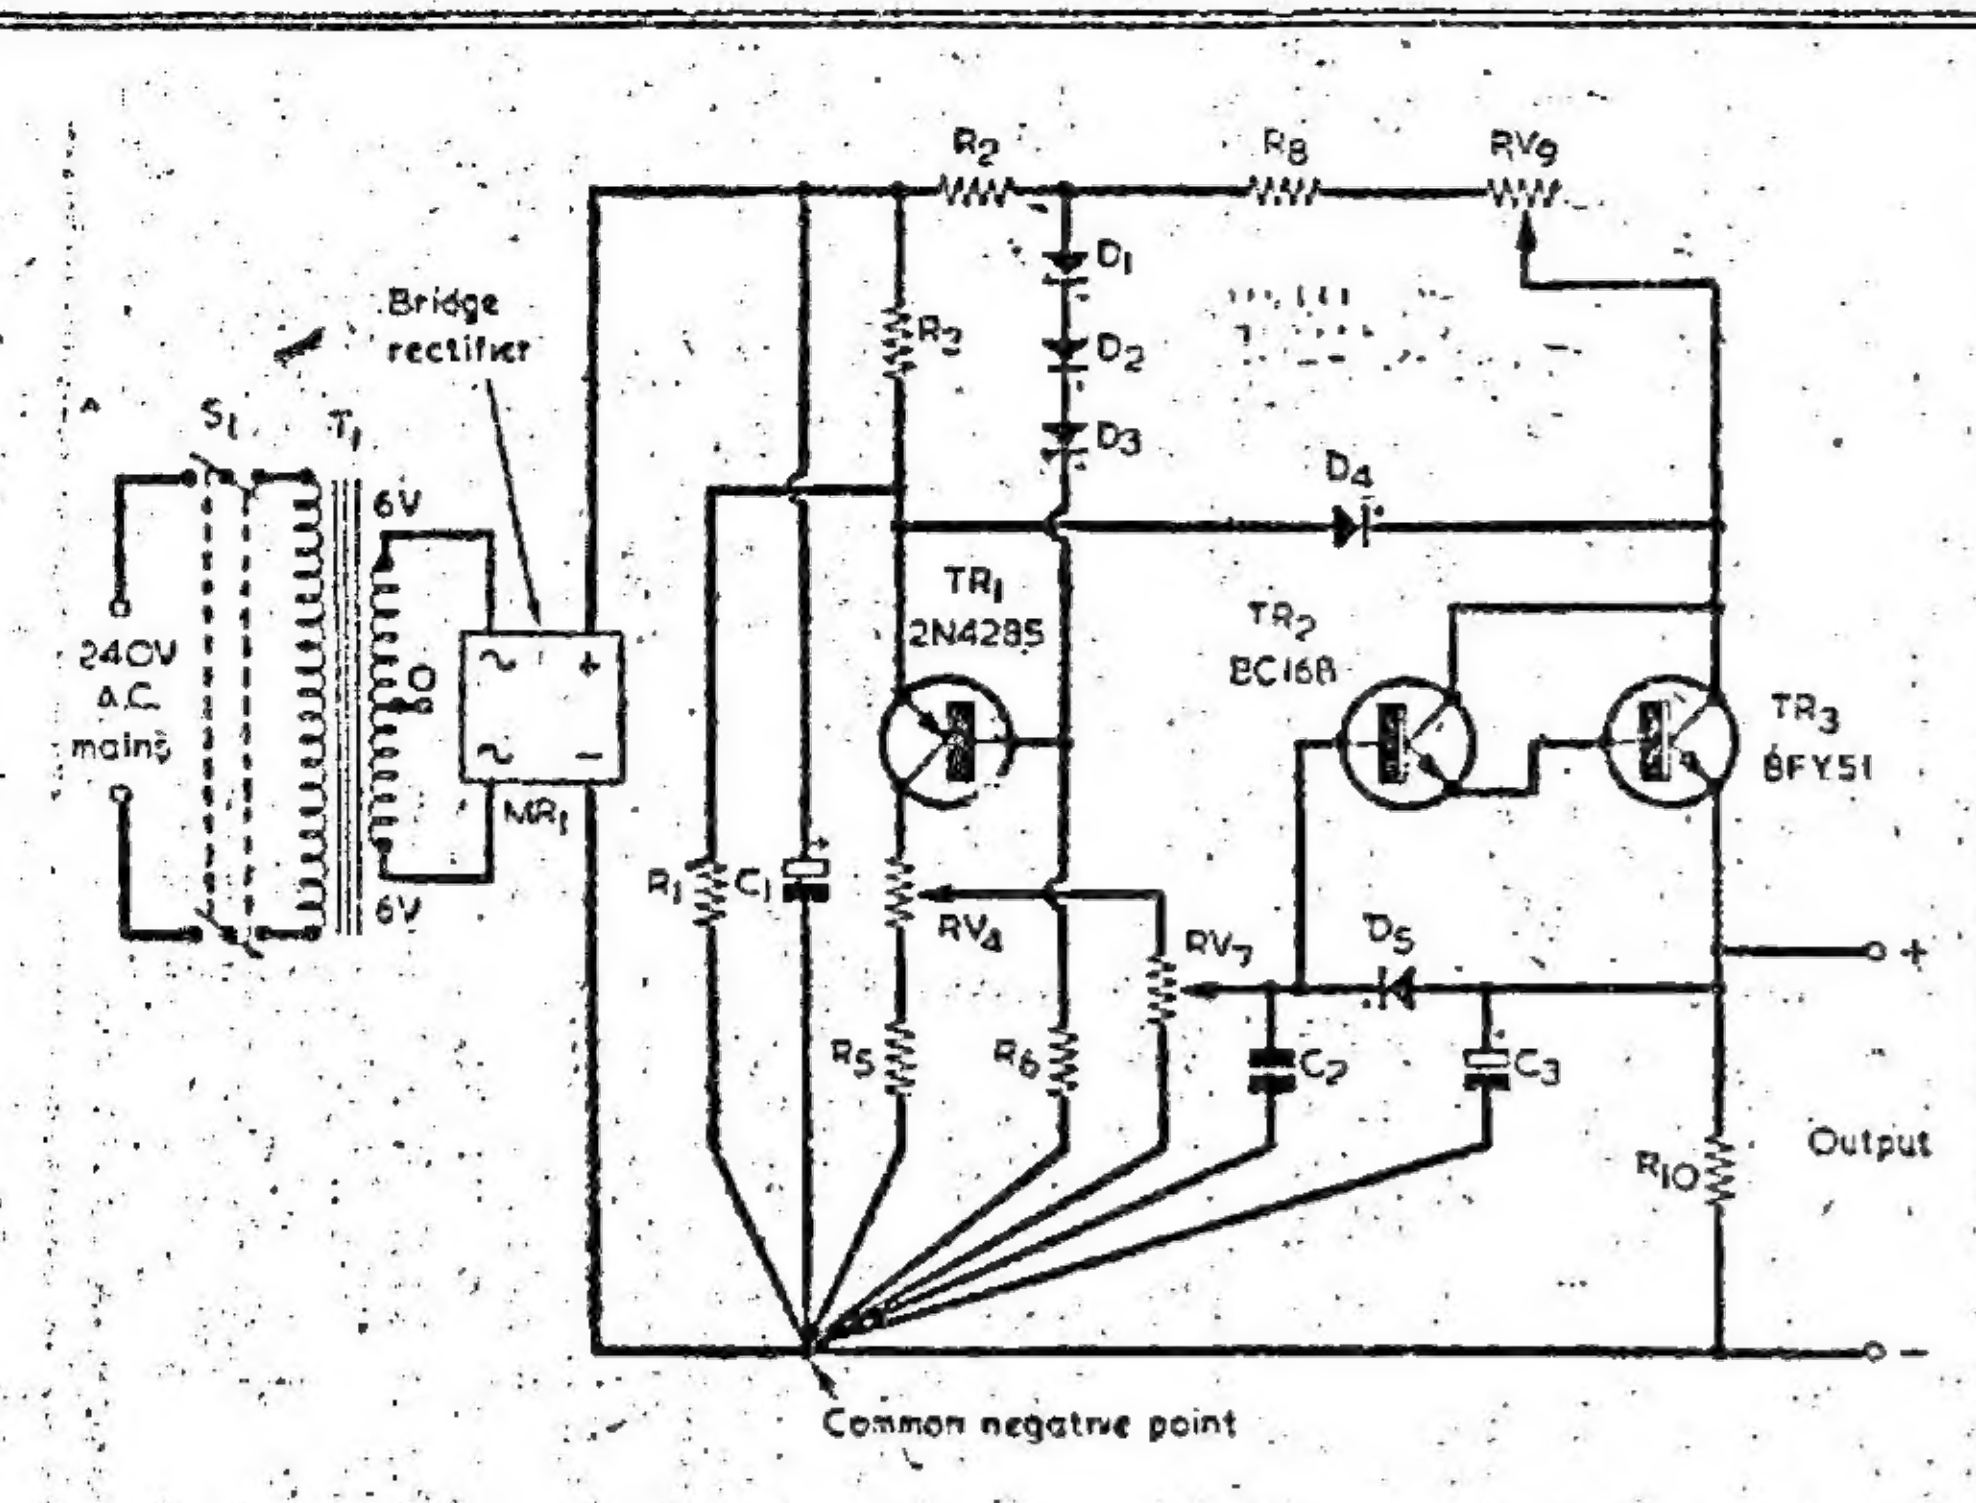 R2
R8
RV9
D1
Bridge
rectifier
R3
D2
S1
T1
D3
6V
D4
TR1
2N4285
TR2
BC168
240V
a.c.
mains
O
~
+
~
−
TR3
BFY51
MR1
R1
C1
RV4
6V
RV7
D5
+
R5
R6
C2
C3
Output
R10
−
Common negative point